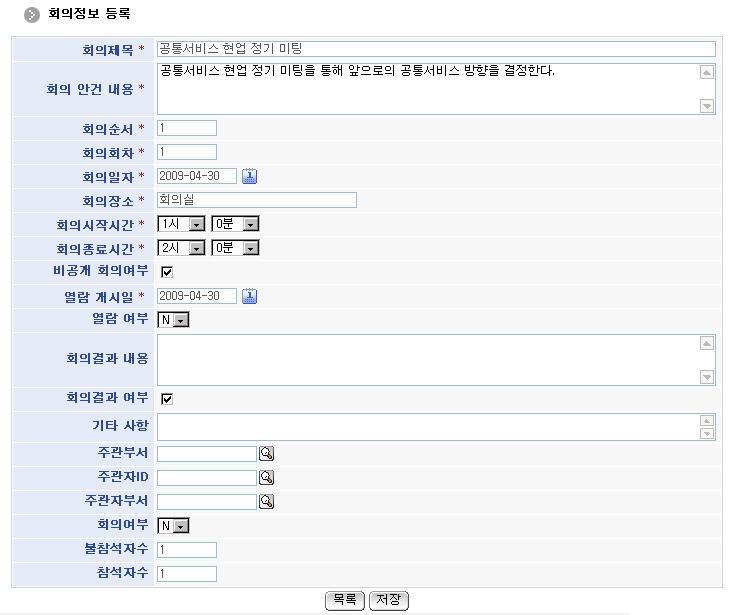 회의정보 등록
회의제목 * 공통서비스 현업 정기 미팅
회의 안건 내용 * 공통서비스 현업 정기 미팅을 통해 앞으로의 공통서비스 방향을 결정한다.
회의순서 * 1
회의회차 * 1
회의일자 * 2009-04-30
회의장소 * 회의실
회의시작시간 * 1시 0분
회의종료시간 * 2시 0분
비공개 회의여부
열람 개시일 * 2009-04-30
열람 여부 N
회의결과 내용
회의결과 여부
기타 사항
주관부서
주관자ID
주관자부서
회의여부 N
불참석자수 1
참석자수 1
목록 저장